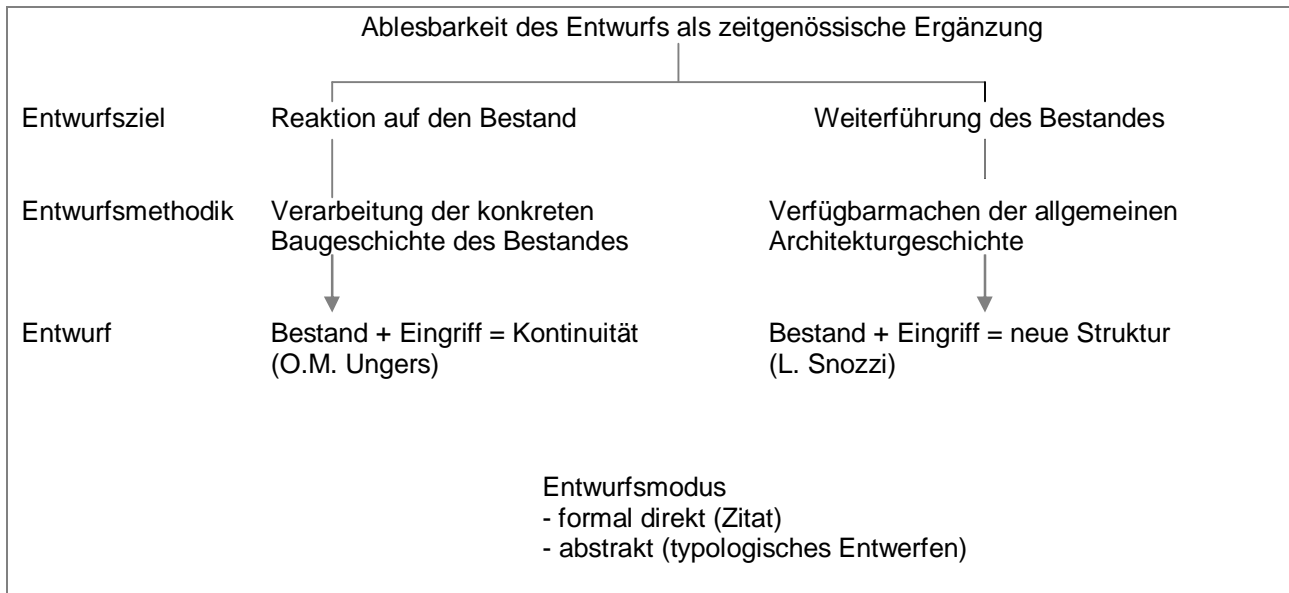 Ablesbarkeit des Entwurfs als zeitgenössische Ergänzung
Entwurfsziel Reaktion auf den Bestand Weiterführung des Bestandes
Entwurfsmethodik Verarbeitung der konkreten Verfügbarmachen der allgemeinen
Baugeschichte des Bestandes Architekturgeschichte
Entwurf Bestand + Eingriff = Kontinuität Bestand + Eingriff = neue Struktur
(O.M. Ungers) (L. Snozzi)
Entwurfsmodus
- formal direkt (Zitat)
- abstrakt (typologisches Entwerfen)